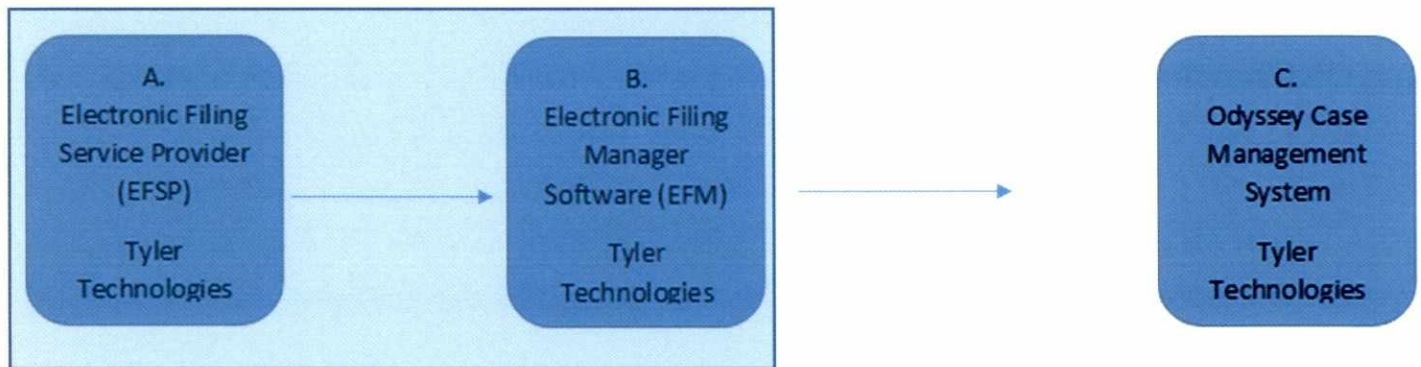 A.
Electronic Filing
Service Provider
(EFSP)
Tyler
Technologies
B.
Electronic Filing
Manager
Software (EFM)
Tyler
Technologies
C.
Odyssey Case
Management
System
Tyler
Technologies